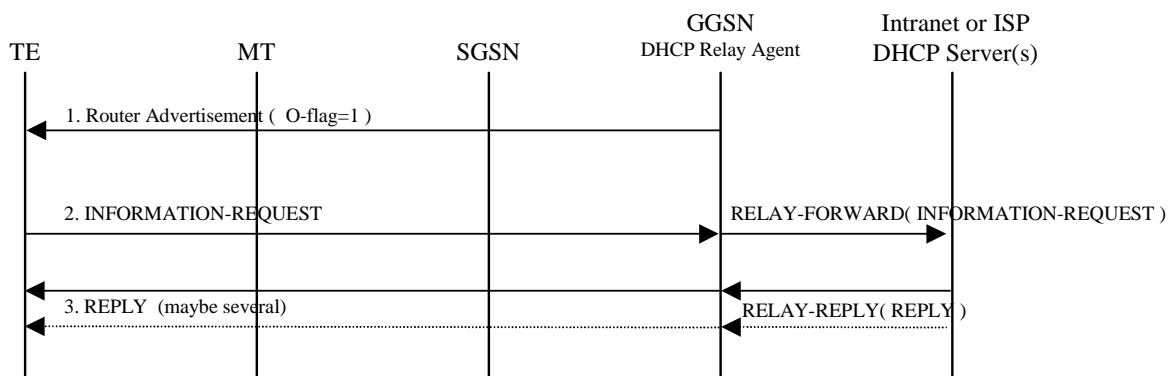 GGSN
Intranet or ISP
TE
MT
SGSN
DHCP Relay Agent
DHCP Server(s)
1. Router Advertisement ( O-flag=1 )
2. INFORMATION-REQUEST
RELAY-FORWARD( INFORMATION-REQUEST )
3. REPLY (maybe several)
RELAY-REPLY( REPLY )